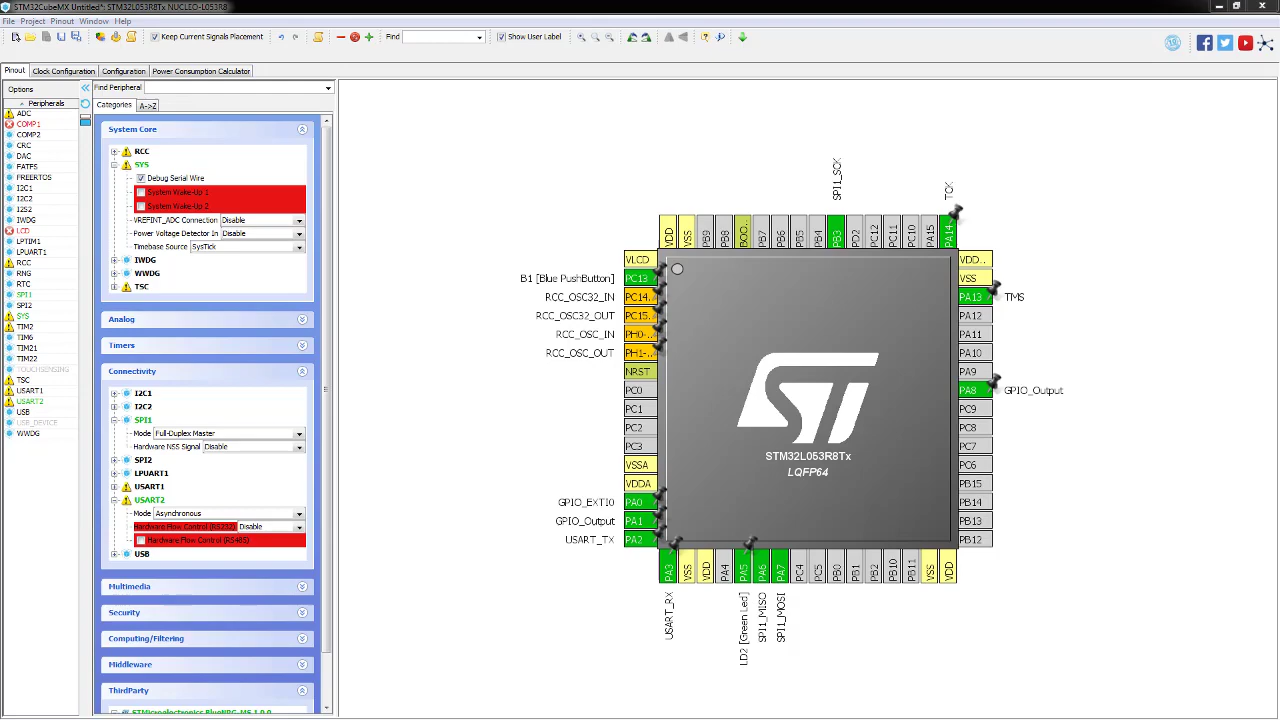 STM32CubeMX Untitled*: STM32L053R8Tx NUCLEO-L053R8
File Project Pinout Window Help
Keep Current Signals Placement Find Show User Label
Pinout Clock Configuration Configuration Power Consumption Calculator
Options
Peripherals
ADC
COMP1
COMP2
CRC
DAC
FATFS
FREERTOS
I2C1
I2C2
I2S2
IWDG
LCD
LPTIM1
LPUART1
RCC
RNG
RTC
SPI1
SPI2
SYS
TIM2
TIM6
TIM21
TIM22
TOUCHSENSING
TSC
USART1
USART2
USB
USB_DEVICE
WWDG
Find Peripheral
Categories A->Z
System Core
RCC
SYS
Debug Serial Wire
System Wake-Up 1
System Wake-Up 2
VREFINT_ADC Connection Disable
Power Voltage Detector In Disable
Timebase Source SysTick
IWDG
WWDG
TSC
Analog
Timers
Connectivity
I2C1
I2C2
SPI1
Mode Full-Duplex Master
Hardware NSS Signal Disable
SPI2
LPUART1
USART1
USART2
Mode Asynchronous
Hardware Flow Control (RS232) Disable
Hardware Flow Control (RS485)
USB
Multimedia
Security
Computing/Filtering
Middleware
ThirdParty
SPI1_SCK
TCK
VDD
VSS
PB9
PB8
BOO..
PB7
PB6
PB5
PB4
PB3
PD2
PC12
PC11
PC10
PA15
PA14
VLCD
B1 [Blue PushButton] PC13
RCC_OSC32_IN PC14..
RCC_OSC32_OUT PC15..
RCC_OSC_IN PH0-..
RCC_OSC_OUT PH1-..
NRST
PC0
PC1
PC2
PC3
VSSA
VDDA
GPIO_EXTI0 PA0
GPIO_Output PA1
USART_TX PA2
ST
STM32L053R8Tx
LQFP64
VDD..
VSS
PA13 TMS
PA12
PA11
PA10
PA9
PA8 GPIO_Output
PC9
PC8
PC7
PC6
PB15
PB14
PB13
PB12
PA3
VSS
VDD
PA4
PA5
PA6
PA7
PC4
PC5
PB0
PB1
PB2
PB10
PB11
VSS
VDD
USART_RX
LD2 [Green Led]
SPI1_MISO
SPI1_MOSI